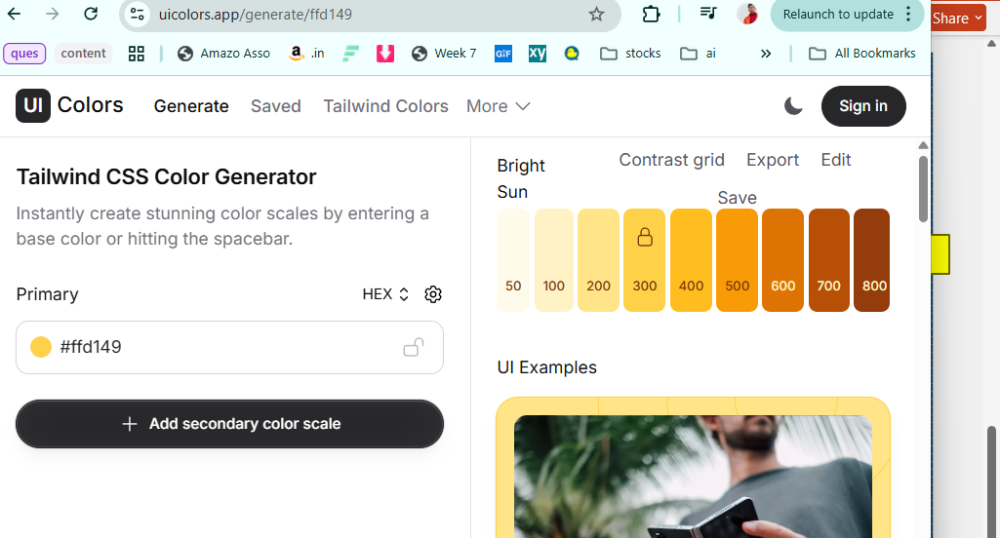 uicolors.app/generate/ffd149
Relaunch to update
Share
ques
content
Amazo Asso
.in
Week 7
GIF
xy
stocks
ai
»
All Bookmarks
UI Colors
Generate
Saved
Tailwind Colors
More
Sign in
Tailwind CSS Color Generator
Instantly create stunning color scales by entering a
base color or hitting the spacebar.
Primary
HEX
#ffd149
Add secondary color scale
Bright
Sun
Contrast grid
Export
Edit
Save
50
100
200
300
400
500
600
700
800
UI Examples